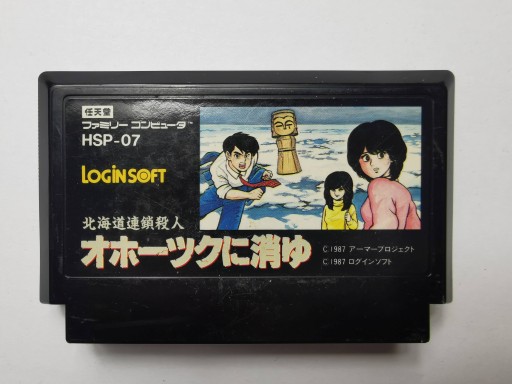 任天堂
ファミリー コンピュータ™
HSP-07
LOGiNSOFT
北海道連鎖殺人
オホーツクに消ゆ
C.1987 アーマープロジェクト
C.1987 ログインソフト